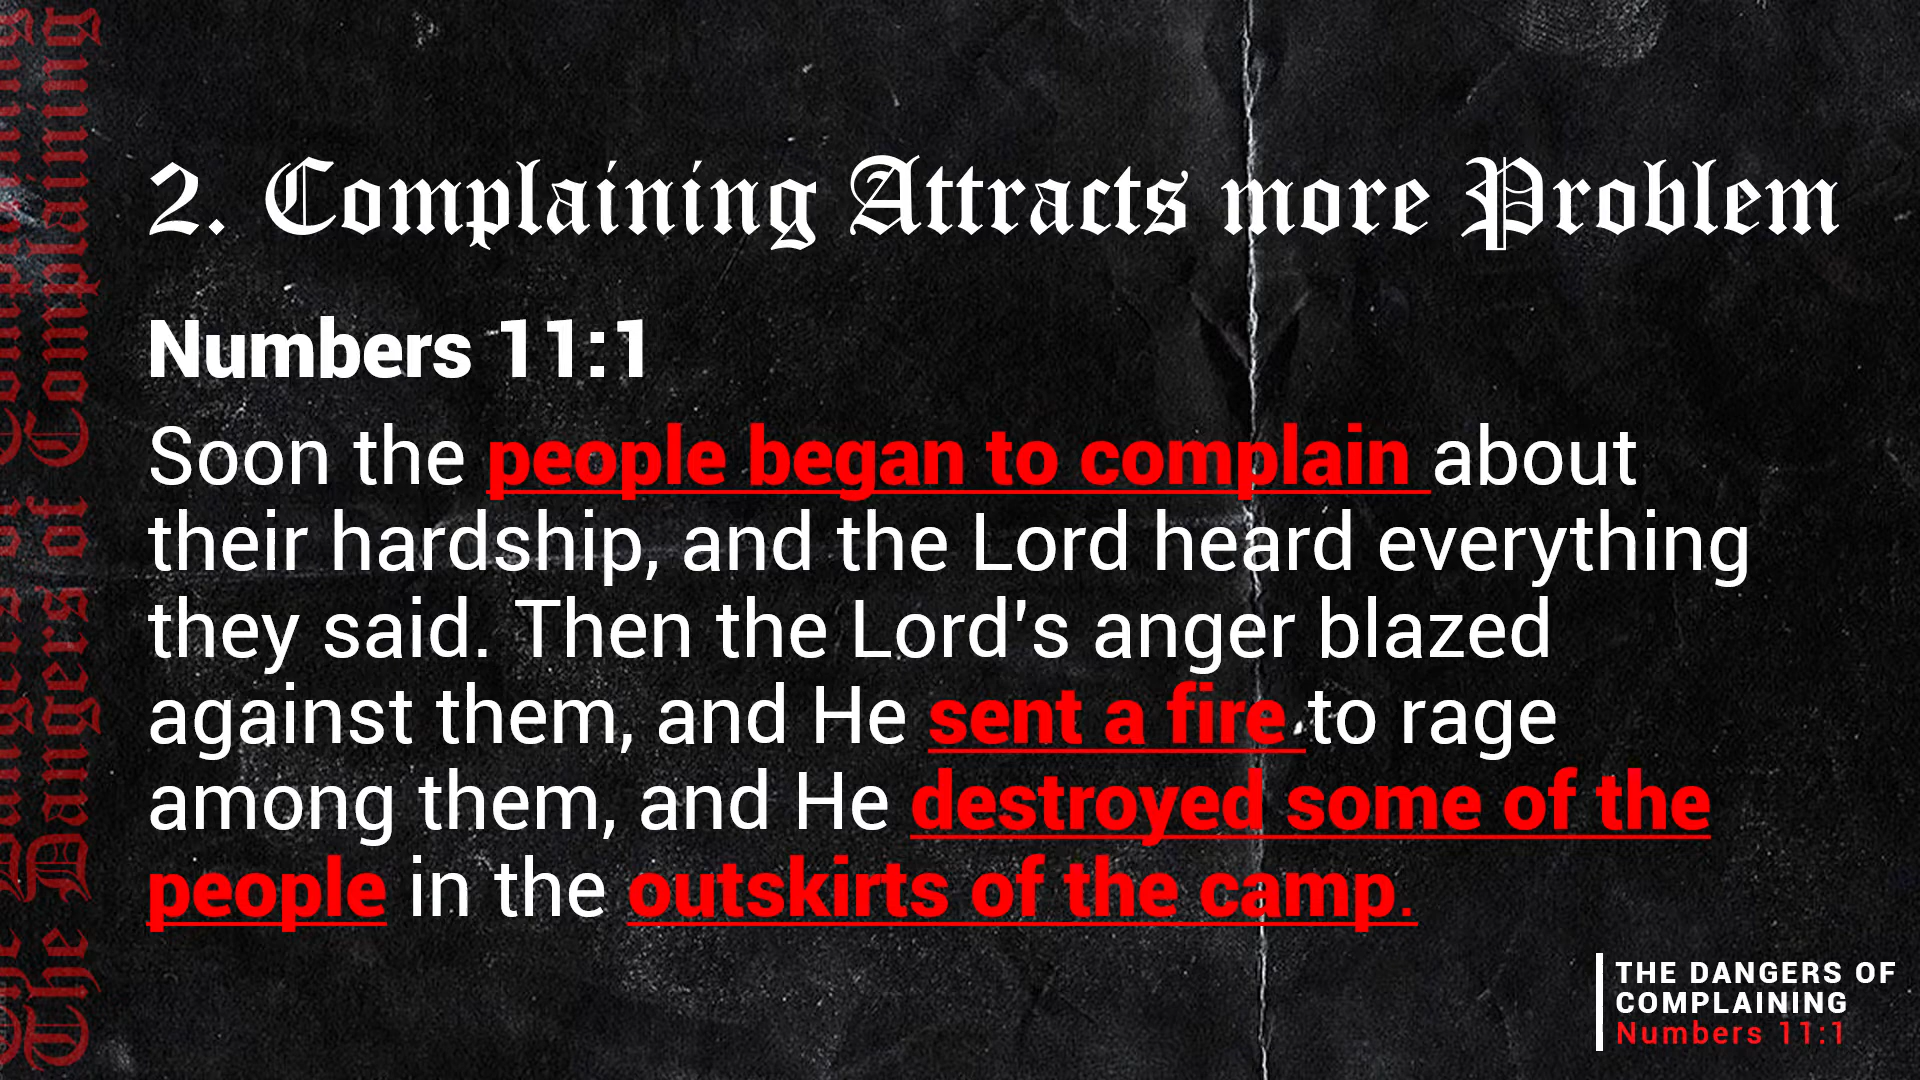 The Dangers of Complaining
2. Complaining Attracts more Problem
Numbers 11:1
Soon the people began to complain about
their hardship, and the Lord heard everything
they said. Then the Lord's anger blazed
against them, and He sent a fire to rage
among them, and He destroyed some of the
people in the outskirts of the camp.
THE DANGERS OF
COMPLAINING
Numbers 11:1